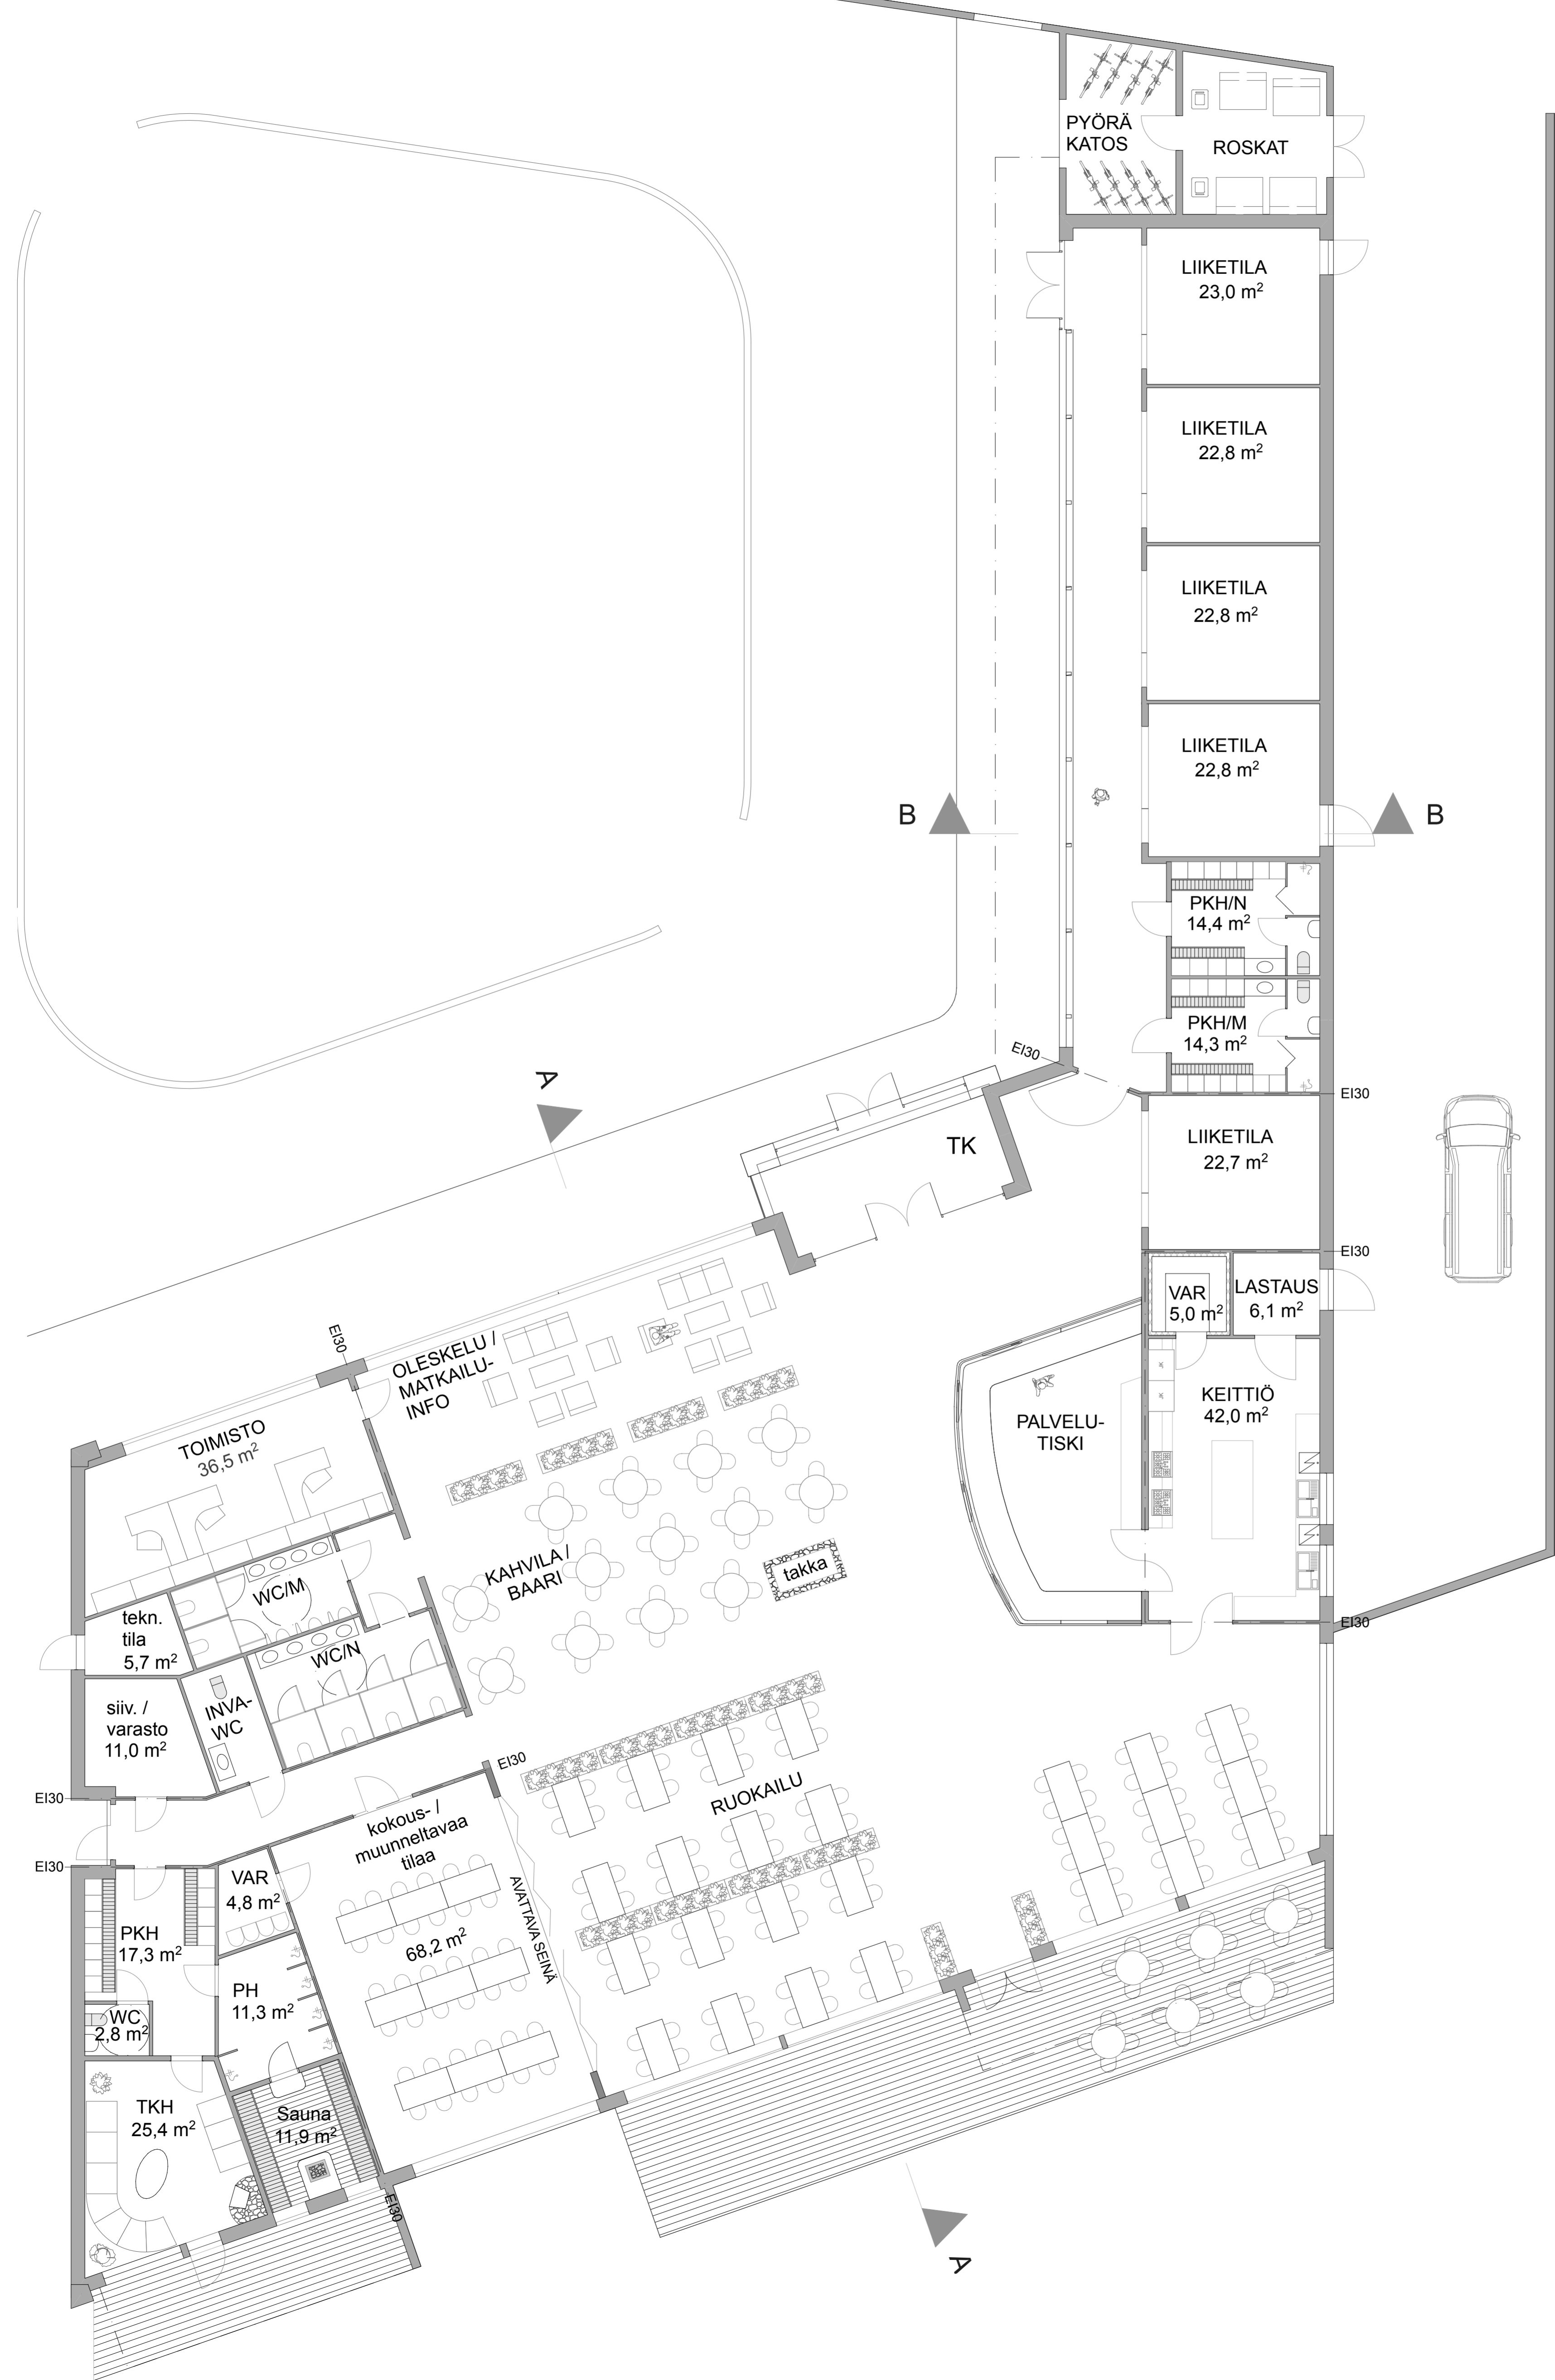 PYÖRÄ
KATOS
ROSKAT
LIIKETILA
23,0 m²
LIIKETILA
22,8 m²
LIIKETILA
22,8 m²
LIIKETILA
22,8 m²
B
B
PKH/N
14,4 m²
PKH/M
14,3 m²
EI30
EI30
A
TK
LIIKETILA
22,7 m²
EI30
VAR
5,0 m²
LASTAUS
6,1 m²
EI30
OLESKELU /
MATKAILU-
INFO
KEITTIÖ
42,0 m²
PALVELU-
TISKI
TOIMISTO
36,5 m²
KAHVILA /
BAARI
takka
WC/M
tekn.
tila
5,7 m²
WC/N
EI30
INVA-
WC
siiv. /
varasto
11,0 m²
EI30
RUOKAILU
EI30
kokous- /
muunneltavaa
tilaa
68,2 m²
AVATTAVA SEINÄ
EI30
VAR
4,8 m²
PKH
17,3 m²
PH
11,3 m²
WC
2,8 m²
TKH
25,4 m²
Sauna
11,9 m²
EI30
A